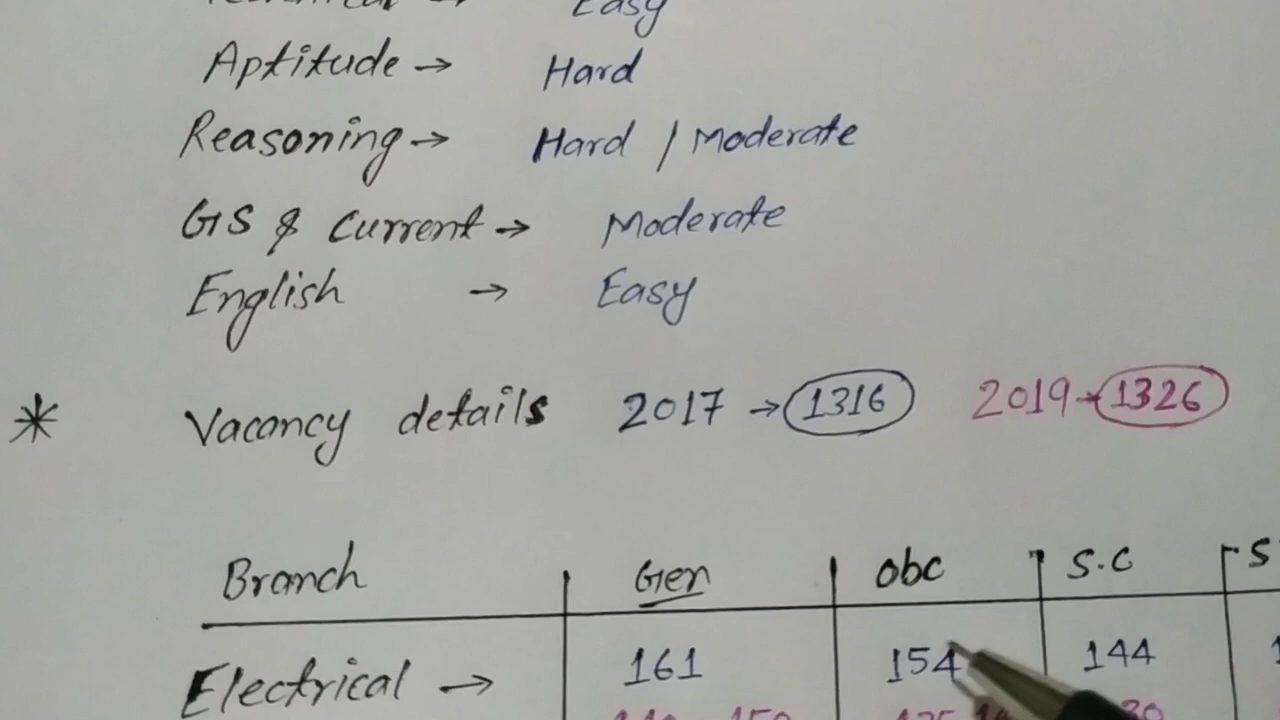 Easy
Aptitude → Hard
Reasoning → Hard / Moderate
GS & Current → Moderate
English → Easy
* Vacancy details 2017 → 1316 2019 → 1326
Branch Gen Obc S.C S
Electrical → 161 154 144